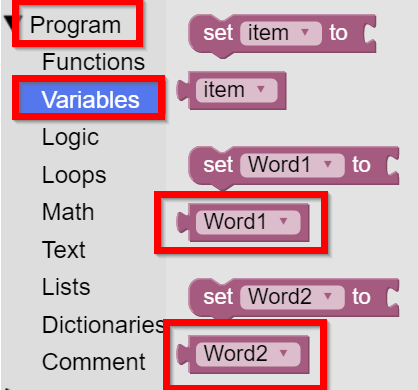 Program
Functions
Variables
Logic
Loops
Math
Text
Lists
Dictionaries
Comment
set item to
item
set Word1 to
Word1
set Word2 to
Word2